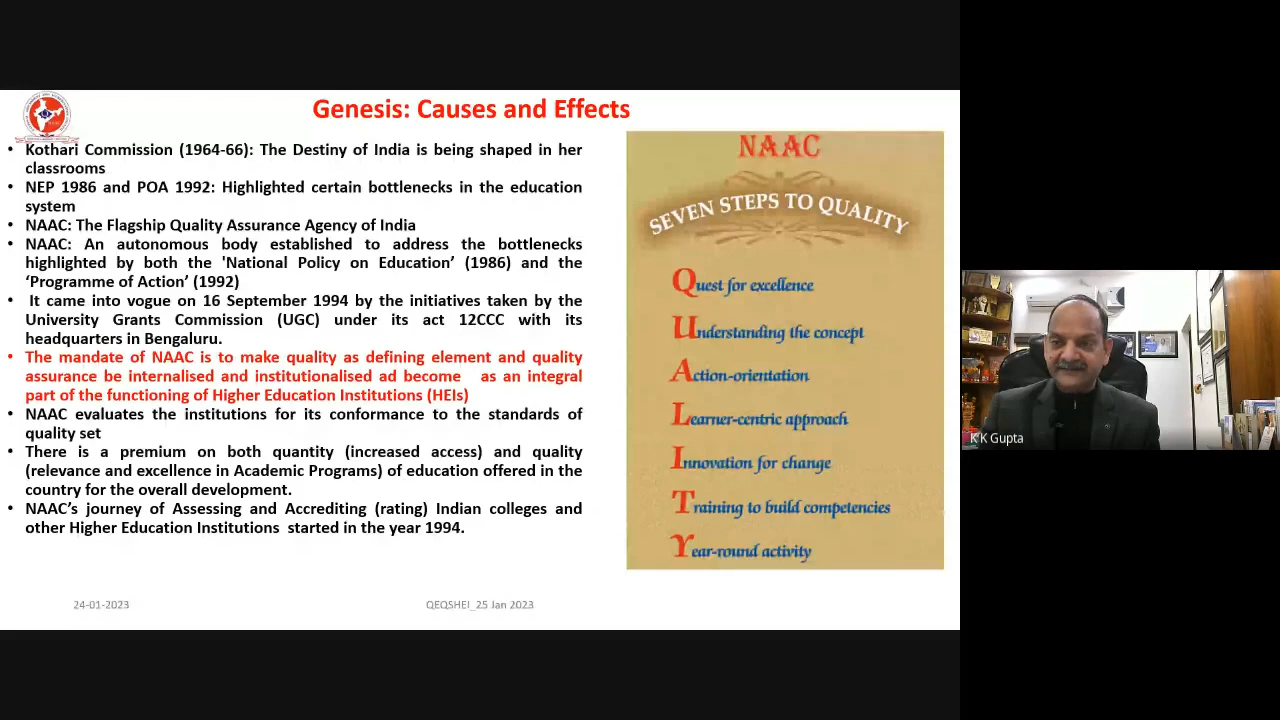 Genesis: Causes and Effects
• Kothari Commission (1964-66): The Destiny of India is being shaped in her
classrooms
• NEP 1986 and POA 1992: Highlighted certain bottlenecks in the education
system
• NAAC: The Flagship Quality Assurance Agency of India
• NAAC: An autonomous body established to address the bottlenecks
highlighted by both the 'National Policy on Education’ (1986) and the
‘Programme of Action’ (1992)
• It came into vogue on 16 September 1994 by the initiatives taken by the
University Grants Commission (UGC) under its act 12CCC with its
headquarters in Bengaluru.
• The mandate of NAAC is to make quality as defining element and quality
assurance be internalised and institutionalised ad become as an integral
part of the functioning of Higher Education Institutions (HEIs)
• NAAC evaluates the institutions for its conformance to the standards of
quality set
• There is a premium on both quantity (increased access) and quality
(relevance and excellence in Academic Programs) of education offered in the
country for the overall development.
• NAAC’s journey of Assessing and Accrediting (rating) Indian colleges and
other Higher Education Institutions started in the year 1994.
NAAC
SEVEN STEPS TO QUALITY
Quest for excellence
Understanding the concept
Action-orientation
Learner-centric approach
Innovation for change
Training to build competencies
Year-round activity
24-01-2023
QEQSHEI_25 Jan 2023
K K Gupta